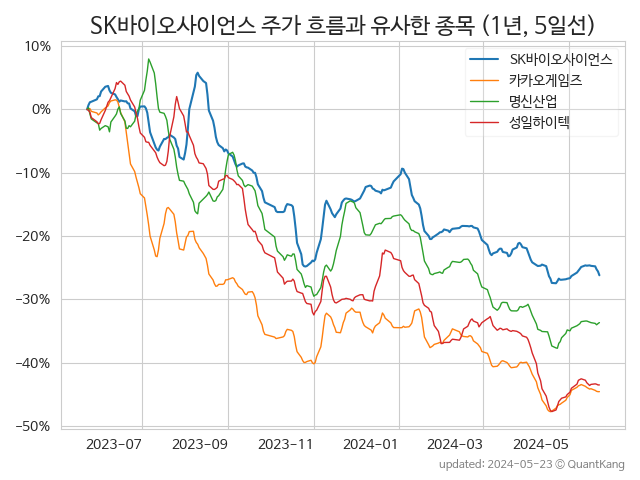 SK바이오사이언스 주가 흐름과 유사한 종목 (1년, 5일선)
SK바이오사이언스
카카오게임즈
명신산업
성일하이텍
10%
0%
−10%
−20%
−30%
−40%
−50%
2023-07
2023-09
2023-11
2024-01
2024-03
2024-05
updated: 2024-05-23 © QuantKang